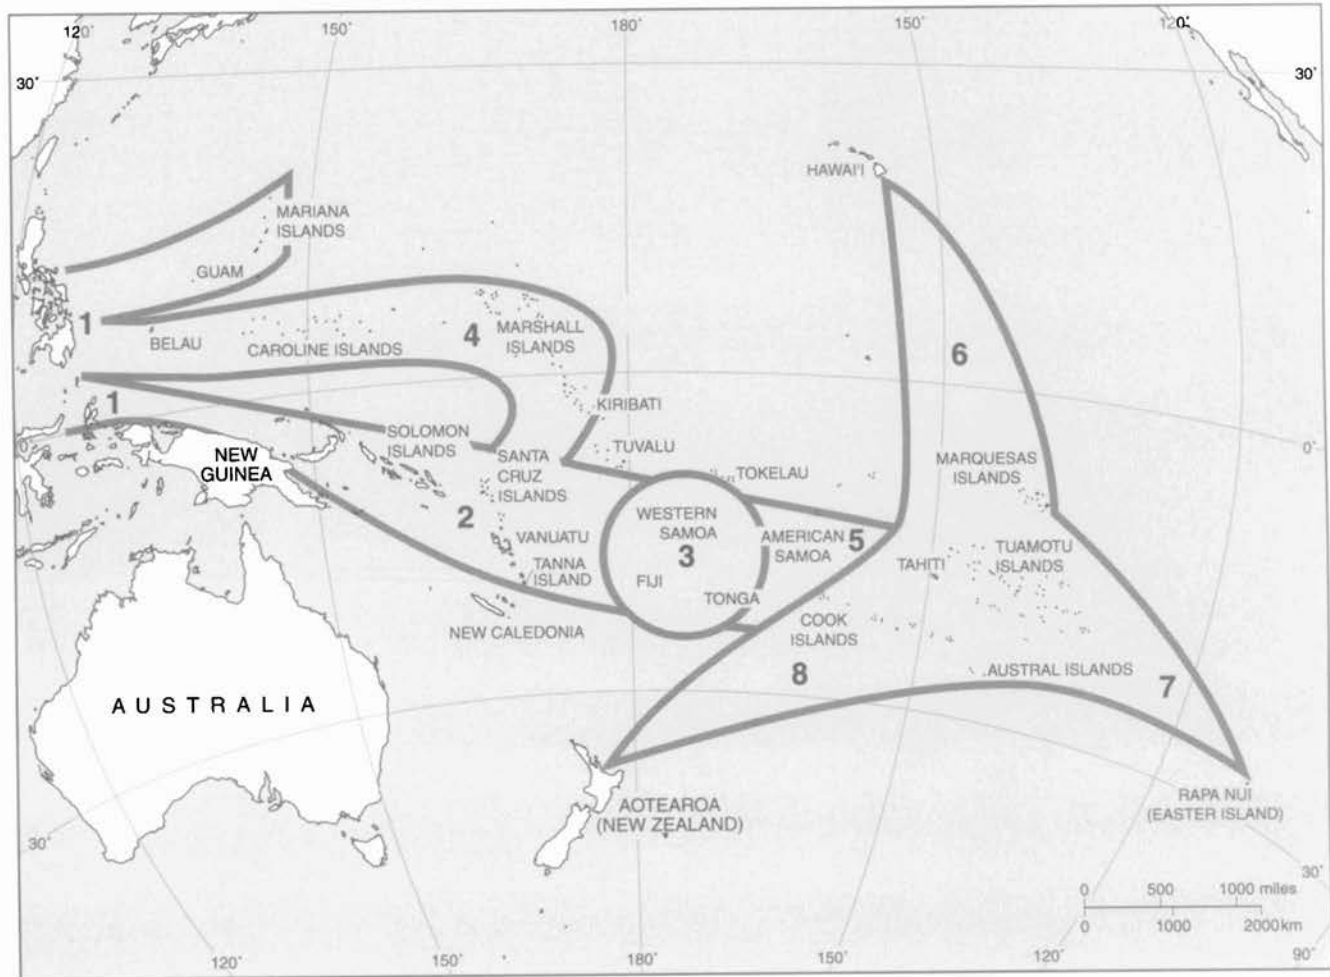 120°
150°
180°
150°
120°
30°
30°
HAWAI'I
MARIANA
ISLANDS
GUAM
1
BELAU
CAROLINE ISLANDS
4
MARSHALL
ISLANDS
6
1
KIRIBATI
SOLOMON
ISLANDS
NEW
GUINEA
TUVALU
0°
SANTA
CRUZ
ISLANDS
TOKELAU
MARQUESAS
ISLANDS
2
WESTERN
SAMOA
VANUATU
3
AMERICAN
SAMOA
5
TANNA
ISLAND
FIJI
TAHITI
TUAMOTU
ISLANDS
TONGA
NEW CALEDONIA
COOK
ISLANDS
8
AUSTRAL ISLANDS
7
AUSTRALIA
AOTEAROA
(NEW ZEALAND)
RAPA NUI
(EASTER ISLAND)
30°
30°
0 500 1000 miles
0 1000 2000km
120°
150°
180°
150°
120°
90°